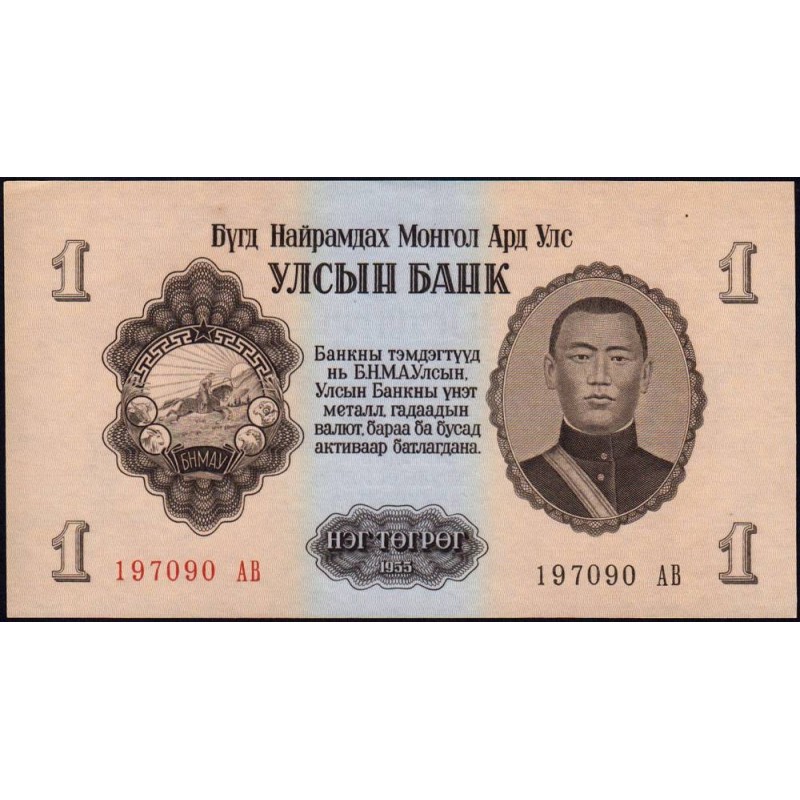 Бүгд Найрамдах Монгол Ард Улс
УЛСЫН БАНК
1
1
Банкны тэмдэгтүүд
нь Б.Н.М.А.Улсын,
Улсын Банкны үнэт
металл, гадаадын
валют, бараа ба бусад
активаар батлагдана.
БНМАУ
НЭГ ТӨГРӨГ
1955
1
1
197090 АВ
197090 АВ